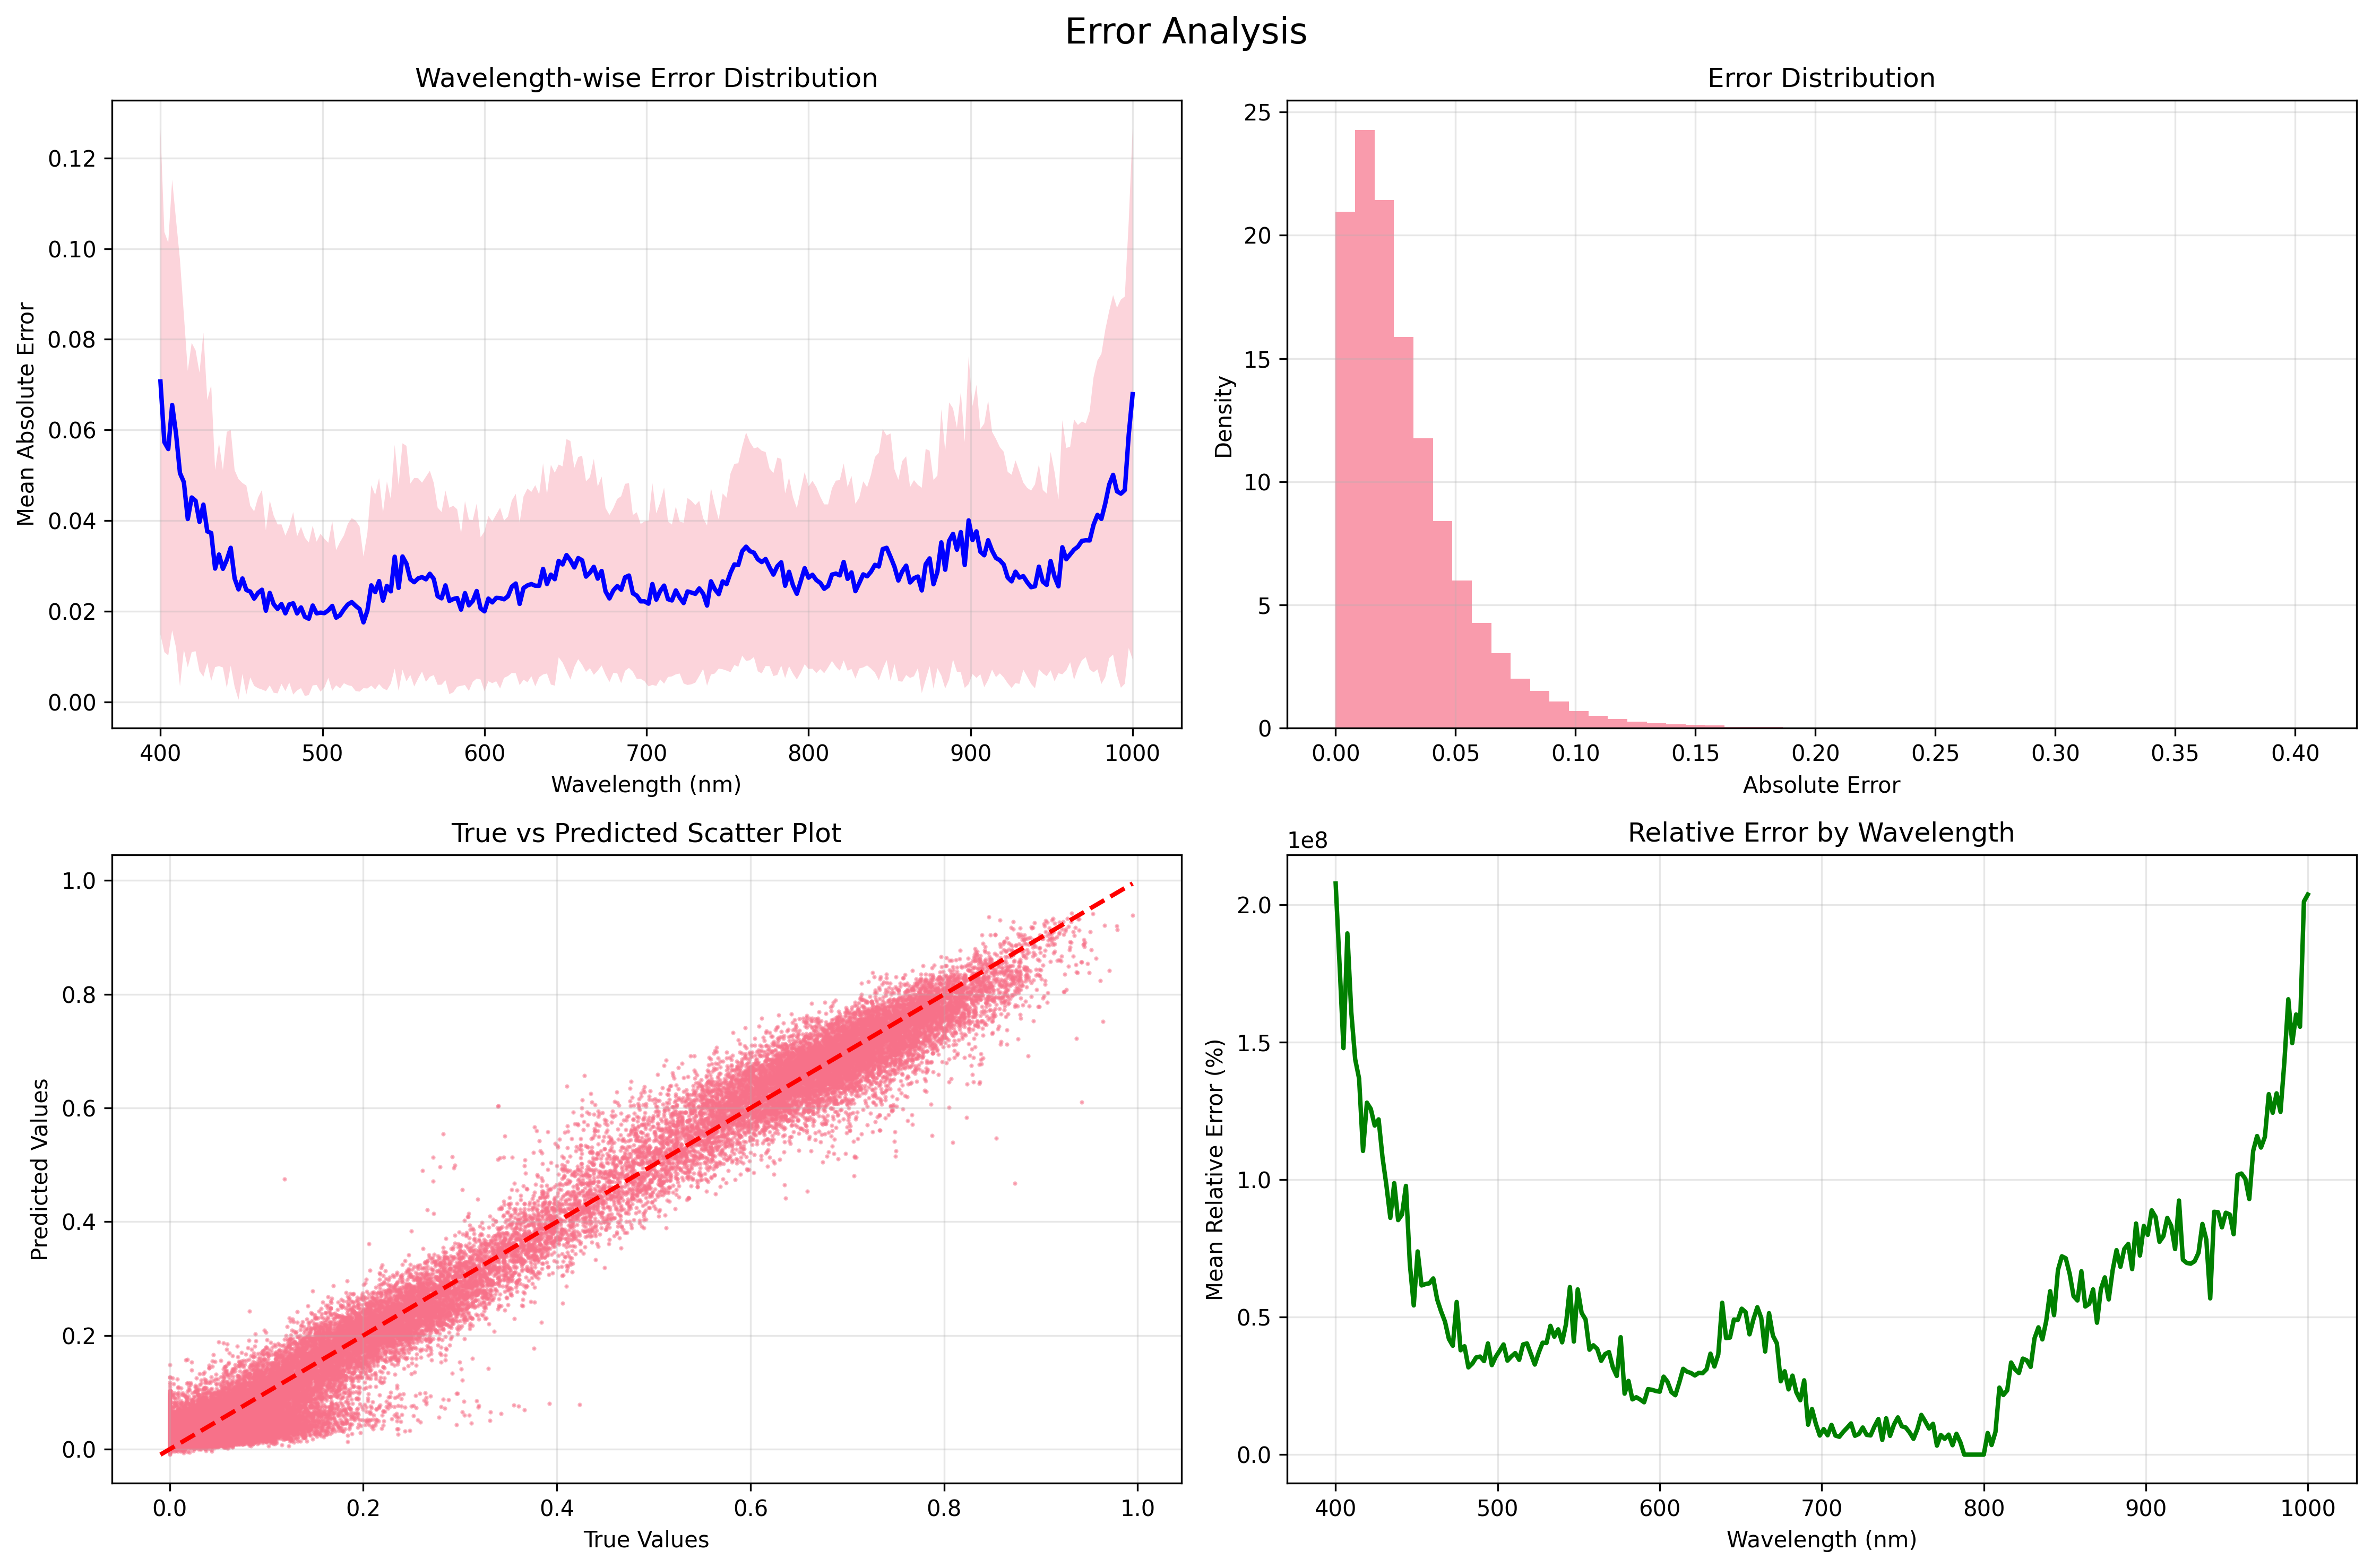 Error Analysis
Wavelength-wise Error Distribution
Mean Absolute Error
0.12
0.10
0.08
0.06
0.04
0.02
0.00
400 500 600 700 800 900 1000
Wavelength (nm)
Error Distribution
Density
25
20
15
10
5
0
0.00 0.05 0.10 0.15 0.20 0.25 0.30 0.35 0.40
Absolute Error
True vs Predicted Scatter Plot
Predicted Values
1.0
0.8
0.6
0.4
0.2
0.0
0.0 0.2 0.4 0.6 0.8 1.0
True Values
Relative Error by Wavelength
1e8
Mean Relative Error (%)
2.0
1.5
1.0
0.5
0.0
400 500 600 700 800 900 1000
Wavelength (nm)